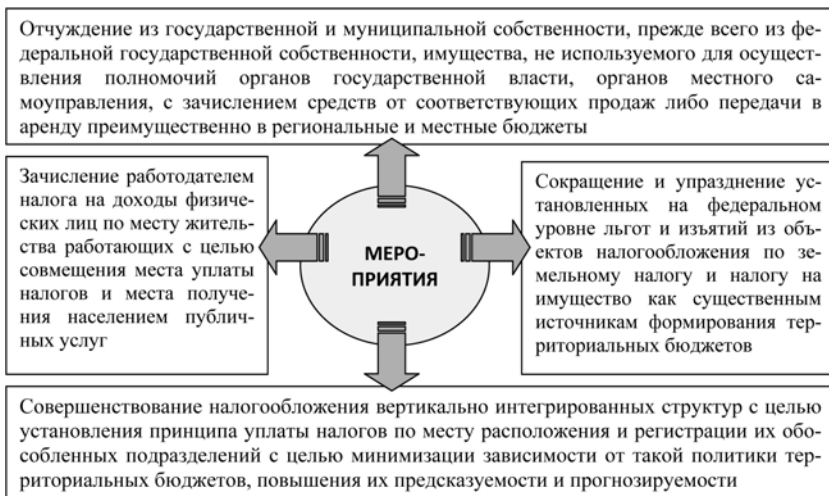 Отчуждение из государственной и муниципальной собственности, прежде всего из фе-
деральной государственной собственности, имущества, не используемого для осущест-
вления полномочий органов государственной власти, органов местного са-
моуправления, с зачислением средств от соответствующих продаж либо передачи в
аренду преимущественно в региональные и местные бюджеты
Зачисление работодателем
налога на доходы физиче-
ских лиц по месту житель-
ства работающих с целью
совмещения места уплаты
налогов и места получе-
ния населением публич-
ных услуг
МЕРО-
ПРИЯТИЯ
Сокращение и упразднение ус-
тановленных на федеральном
уровне льгот и изъятий из объ-
ектов налогообложения по зе-
мельному налогу и налогу на
имущество как существенным
источникам формирования тер-
риториальных бюджетов
Совершенствование налогообложения вертикально интегрированных структур с целью
установления принципа уплаты налогов по месту расположения и регистрации их обо-
собленных подразделений с целью минимизации зависимости от такой политики тер-
риториальных бюджетов, повышения их предсказуемости и прогнозируемости